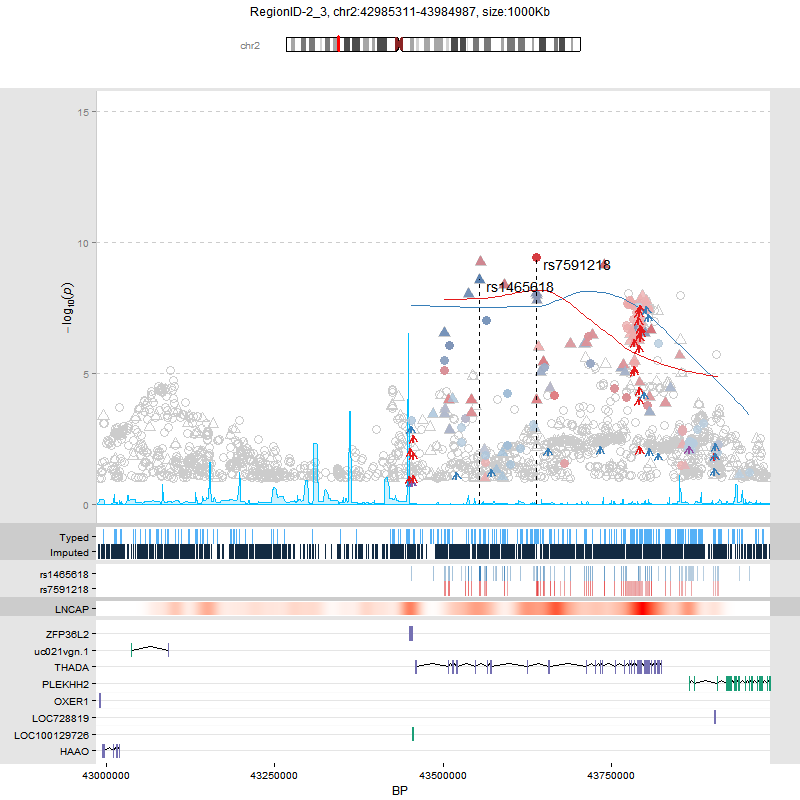 RegionID-2_3, chr2:42985311-43984987, size:1000Kb
chr2
15
10
5
0
−log10(p)
rs7591218
rs1465618
Typed
Imputed
rs1465618
rs7591218
LNCAP
ZFP36L2
uc021vgn.1
THADA
PLEKHH2
OXER1
LOC728819
LOC100129726
HAAO
43000000 43250000 43500000 43750000
BP